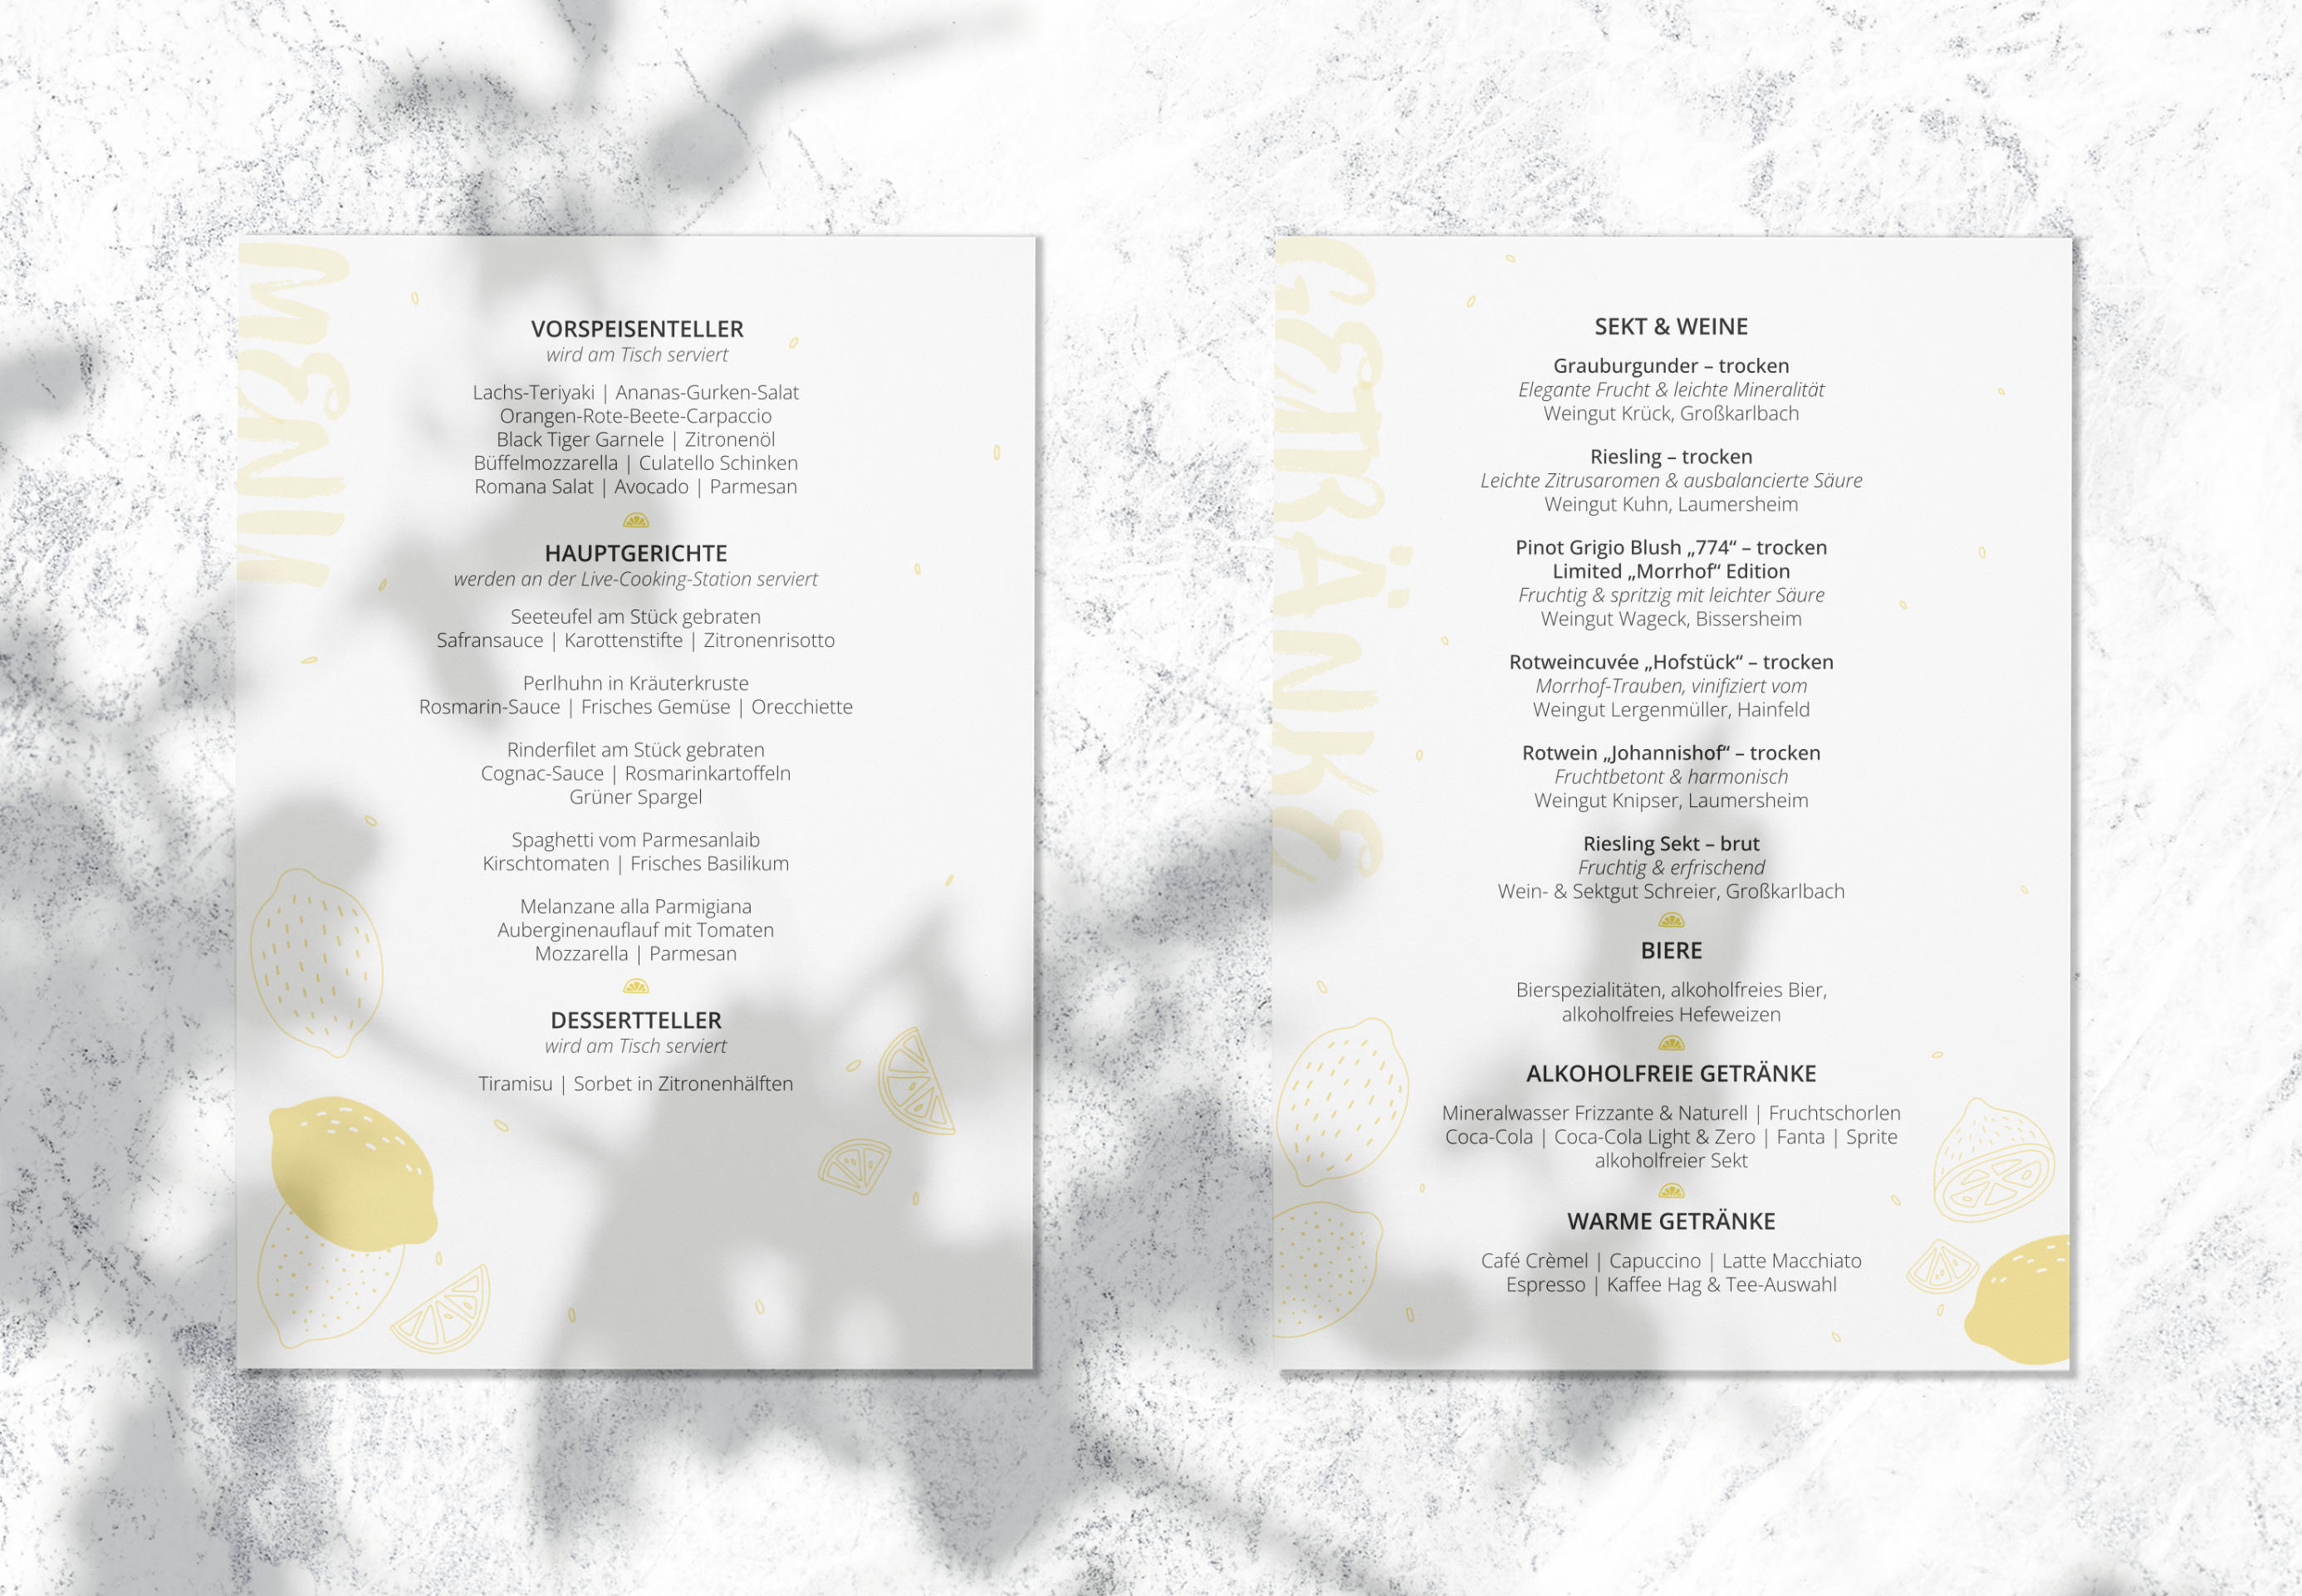 MENÜ
VORSPEISENTELLER
wird am Tisch serviert
Lachs-Teriyaki | Ananas-Gurken-Salat
Orangen-Rote-Beete-Carpaccio
Black Tiger Garnele | Zitronenöl
Büffelmozzarella | Culatello Schinken
Romana Salat | Avocado | Parmesan
HAUPTGERICHTE
werden an der Live-Cooking-Station serviert
Seeteufel am Stück gebraten
Safransauce | Karottenstifte | Zitronenrisotto
Perlhuhn in Kräuterkruste
Rosmarin-Sauce | Frisches Gemüse | Orecchiette
Rinderfilet am Stück gebraten
Cognac-Sauce | Rosmarinkartoffeln
Grüner Spargel
Spaghetti vom Parmesanlaib
Kirschtomaten | Frisches Basilikum
Melanzane alla Parmigiana
Auberginenauflauf mit Tomaten
Mozzarella | Parmesan
DESSERTTELLER
wird am Tisch serviert
Tiramisu | Sorbet in Zitronenhälften
GETRÄNKE
SEKT & WEINE
Grauburgunder – trocken
Elegante Frucht & leichte Mineralität
Weingut Krück, Großkarlbach
Riesling – trocken
Leichte Zitrusaromen & ausbalancierte Säure
Weingut Kuhn, Laumersheim
Pinot Grigio Blush „774“ – trocken
Limited „Morrhof“ Edition
Fruchtig & spritzig mit leichter Säure
Weingut Wageck, Bissersheim
Rotweincuvée „Hofstück“ – trocken
Morrhof-Trauben, vinifiziert vom
Weingut Lergenmüller, Hainfeld
Rotwein „Johannishof“ – trocken
Fruchtbetont & harmonisch
Weingut Knipser, Laumersheim
Riesling Sekt – brut
Fruchtig & erfrischend
Wein- & Sektgut Schreier, Großkarlbach
BIERE
Bierspezialitäten, alkoholfreies Bier,
alkoholfreies Hefeweizen
ALKOHOLFREIE GETRÄNKE
Mineralwasser Frizzante & Naturell | Fruchtschorlen
Coca-Cola | Coca-Cola Light & Zero | Fanta | Sprite
alkoholfreier Sekt
WARME GETRÄNKE
Café Crèmel | Capuccino | Latte Macchiato
Espresso | Kaffee Hag & Tee-Auswahl